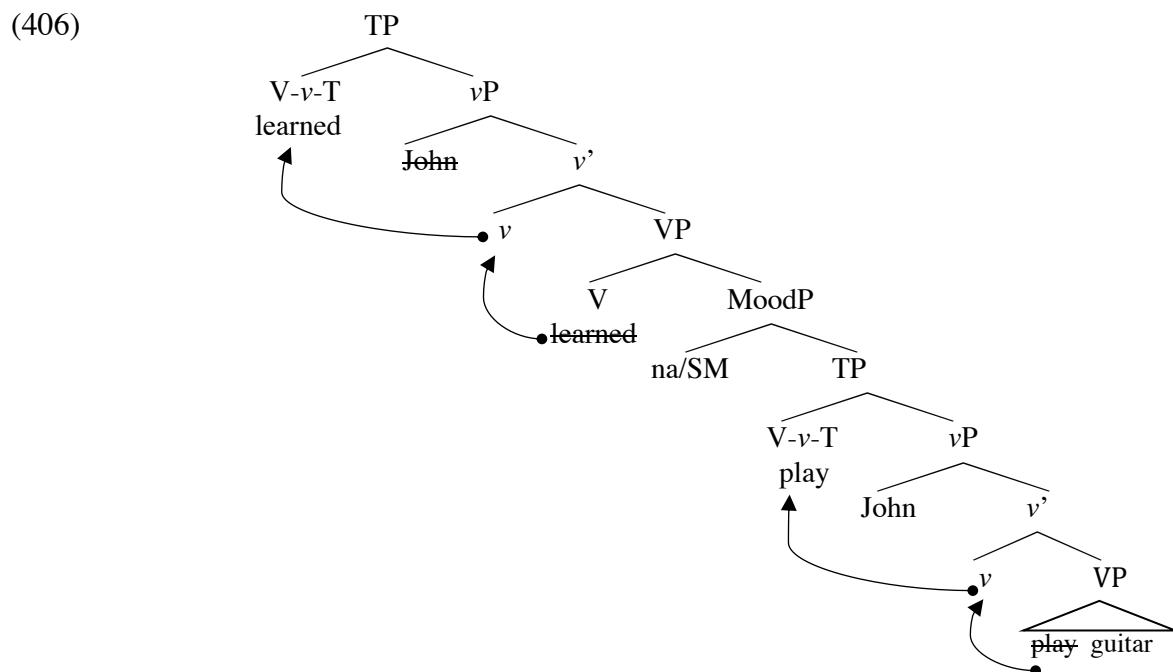 (406) TP
V-v-T vP
learned
John v’
v VP
V MoodP
learned
na/SM TP
V-v-T vP
play
John v’
v VP
play guitar